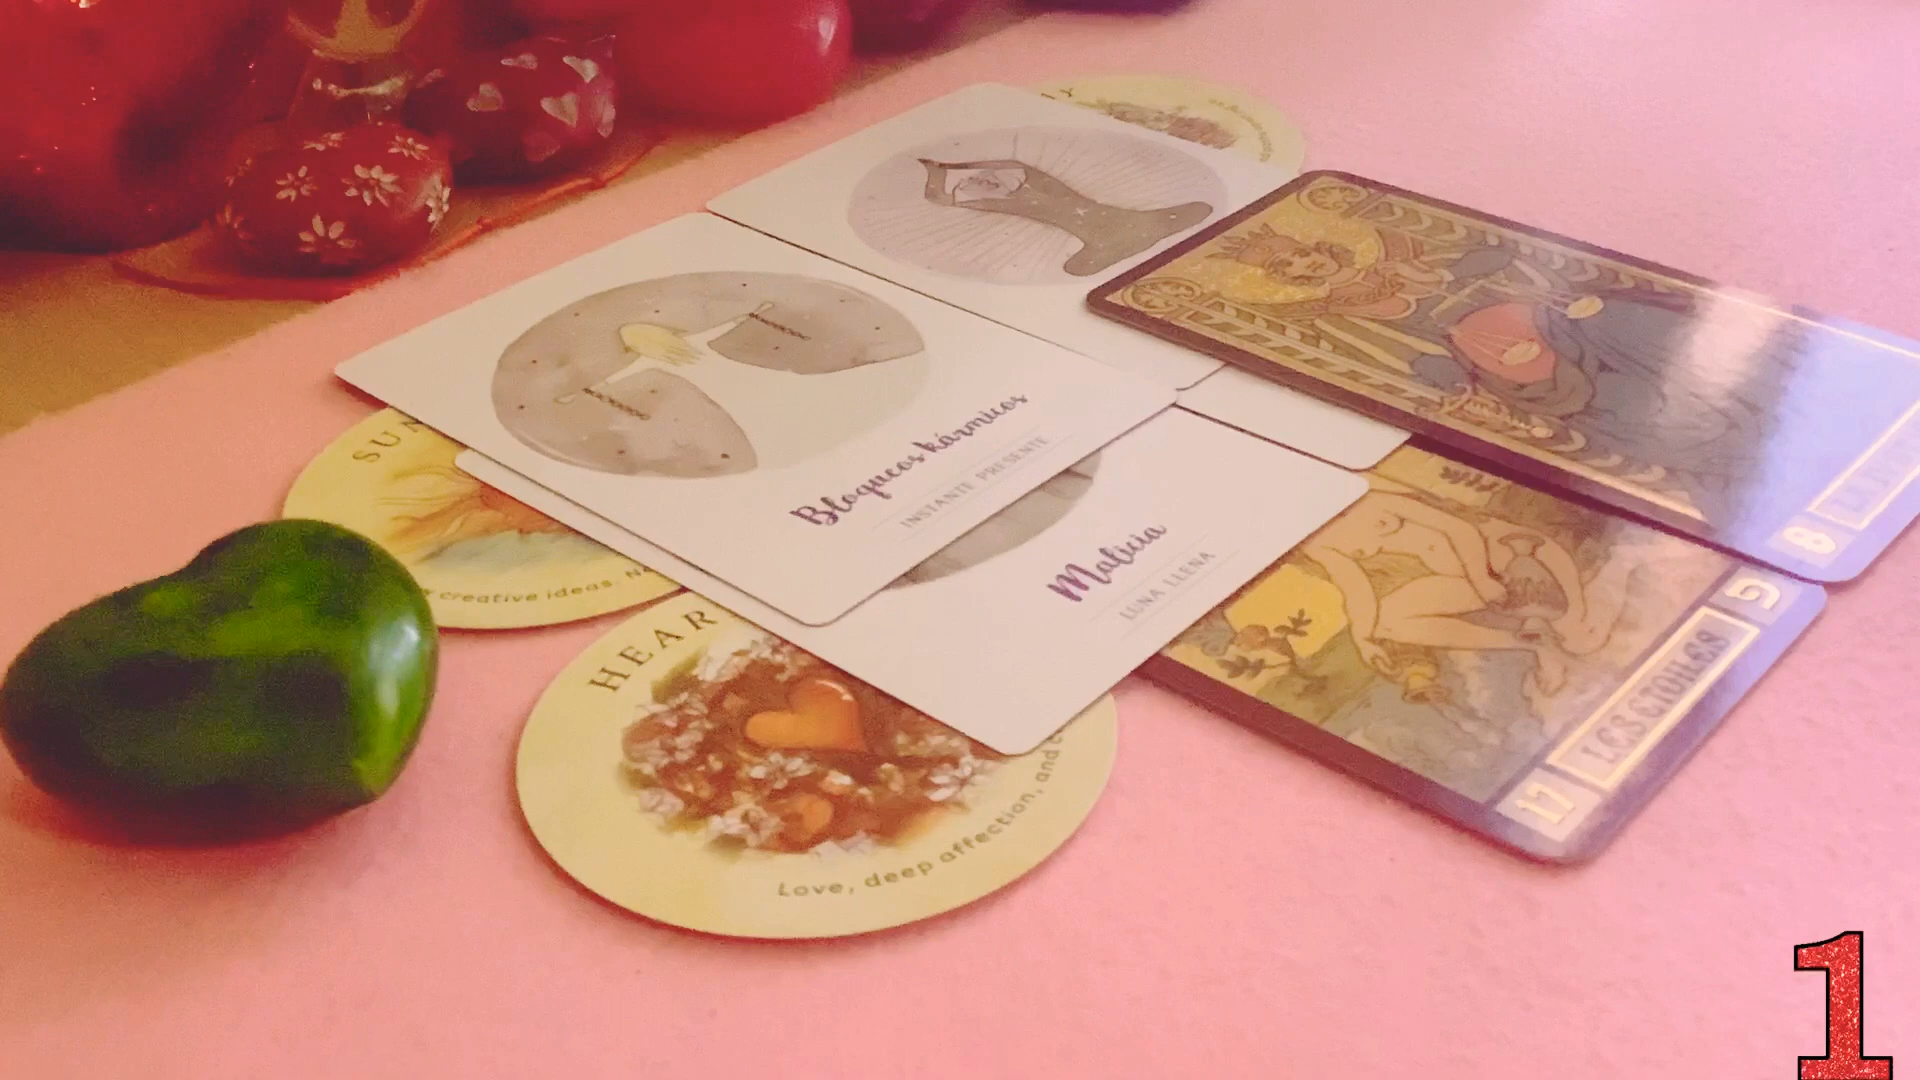 SUN
creative ideas.
HEAR
Love, deep affection, and
Bloqueos kármicos
INSTANTE PRESENTE
Malicia
LUNA LLENA
8
17
LES ETOILES
1